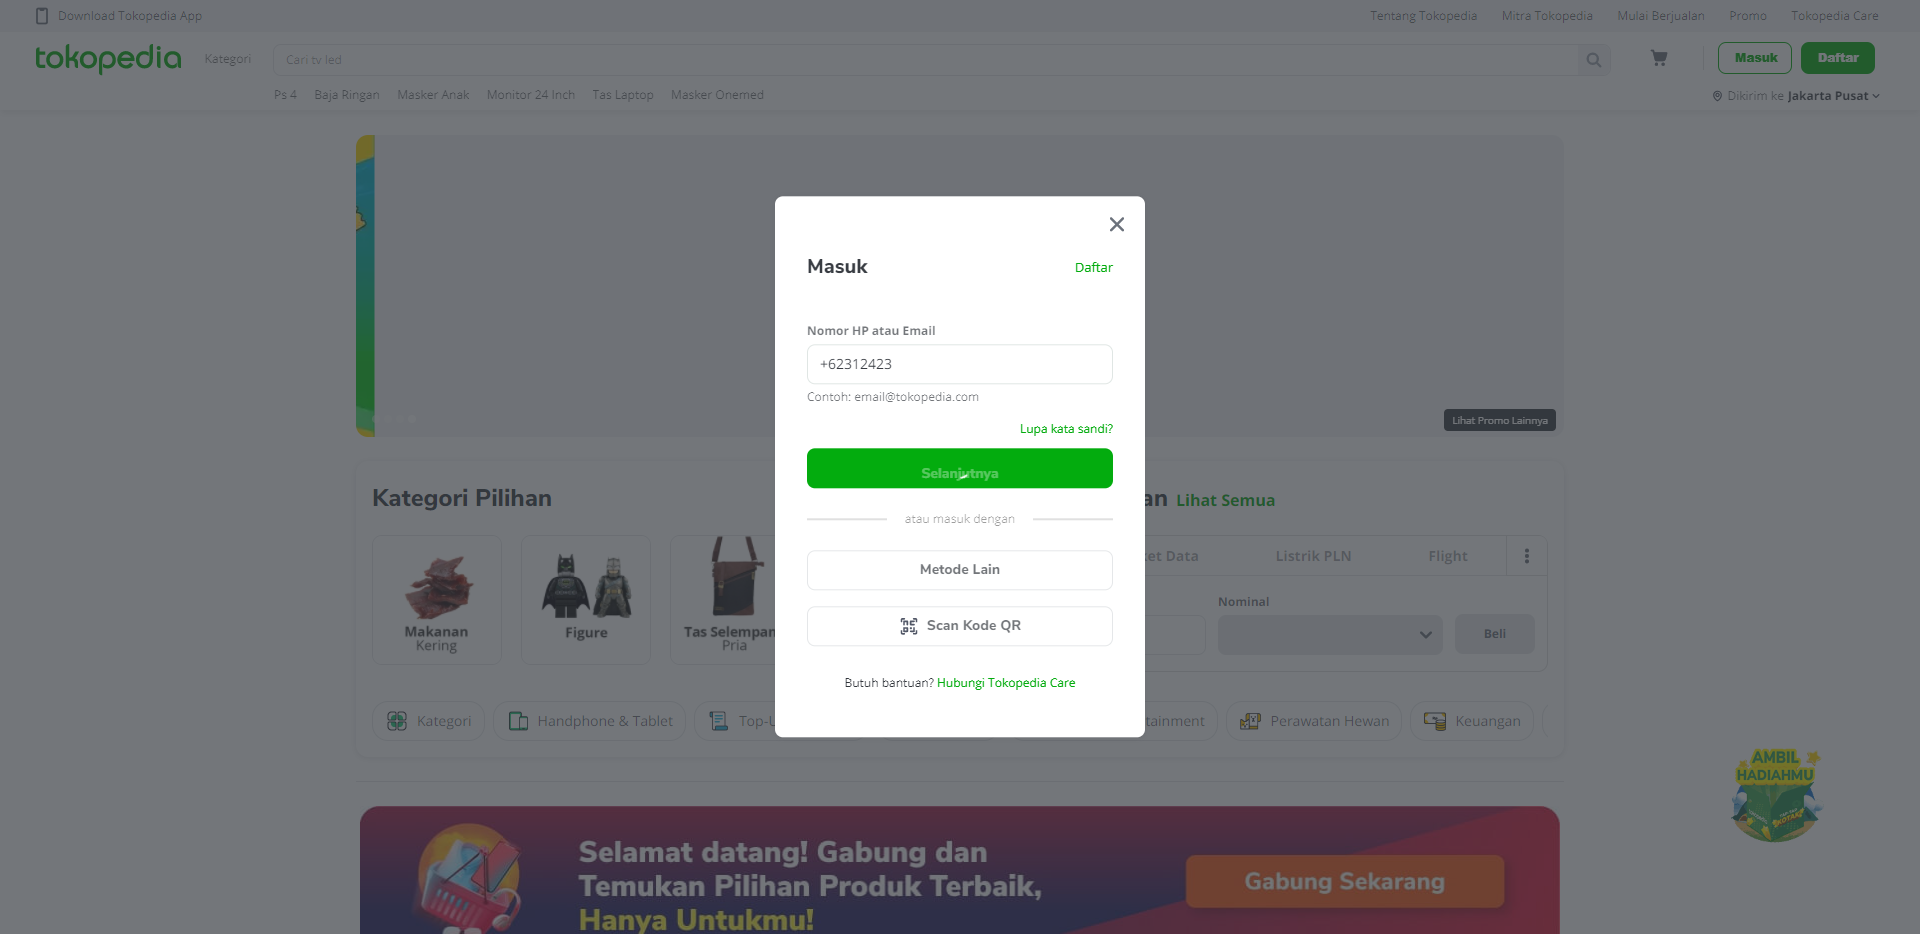 Download Tokopedia App
Tentang Tokopedia
Mitra Tokopedia
Mulai Berjualan
Promo
Tokopedia Care
tokopedia
Kategori
Cari tv led
Masuk
Daftar
Ps 4
Baja Ringan
Masker Anak
Monitor 24 Inch
Tas Laptop
Masker Onemed
Dikirim ke Jakarta Pusat
Masuk
Daftar
Nomor HP atau Email
+62312423
Contoh: email@tokopedia.com
Lupa kata sandi?
Selanjutnya
atau masuk dengan
Metode Lain
Scan Kode QR
Butuh bantuan? Hubungi Tokopedia Care
Lihat Promo Lainnya
Kategori Pilihan
an Lihat Semua
Makanan
Kering
Figure
Tas Selempan
Pria
ket Data
Listrik PLN
Flight
Nominal
Beli
Kategori
Handphone & Tablet
Top-U
tainment
Perawatan Hewan
Keuangan
AMBIL
HADIAHMU
Selamat datang! Gabung dan
Temukan Pilihan Produk Terbaik,
Hanya Untukmu!
Gabung Sekarang